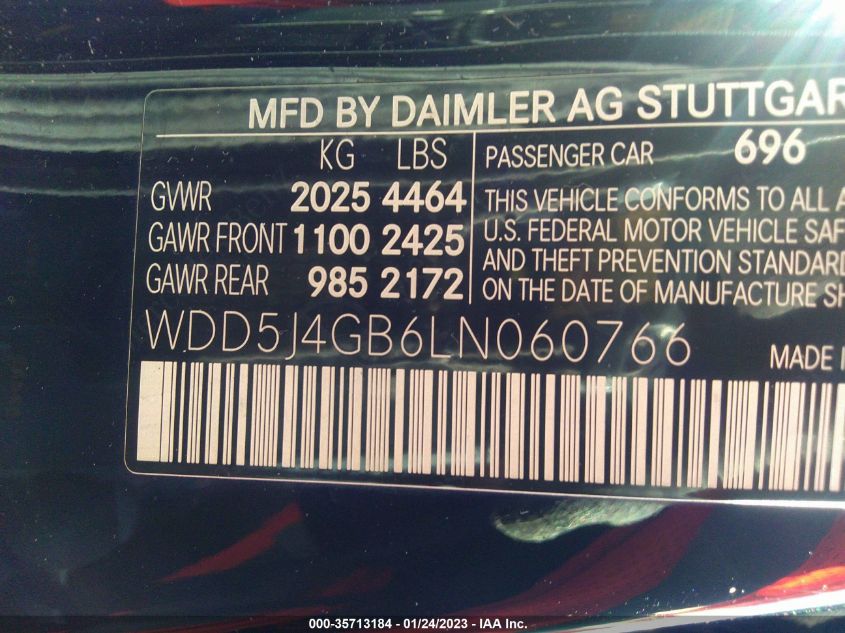 MFD BY DAIMLER AG STUTTGAR
KG LBS
GVWR 2025 4464
GAWR FRONT 1100 2425
GAWR REAR 985 2172
PASSENGER CAR 696
THIS VEHICLE CONFORMS TO ALL A
U.S. FEDERAL MOTOR VEHICLE SAF
AND THEFT PREVENTION STANDARD
ON THE DATE OF MANUFACTURE SH
WDD5J4GB6LN060766
MADE I
000-35713184 - 01/24/2023 - IAA Inc.